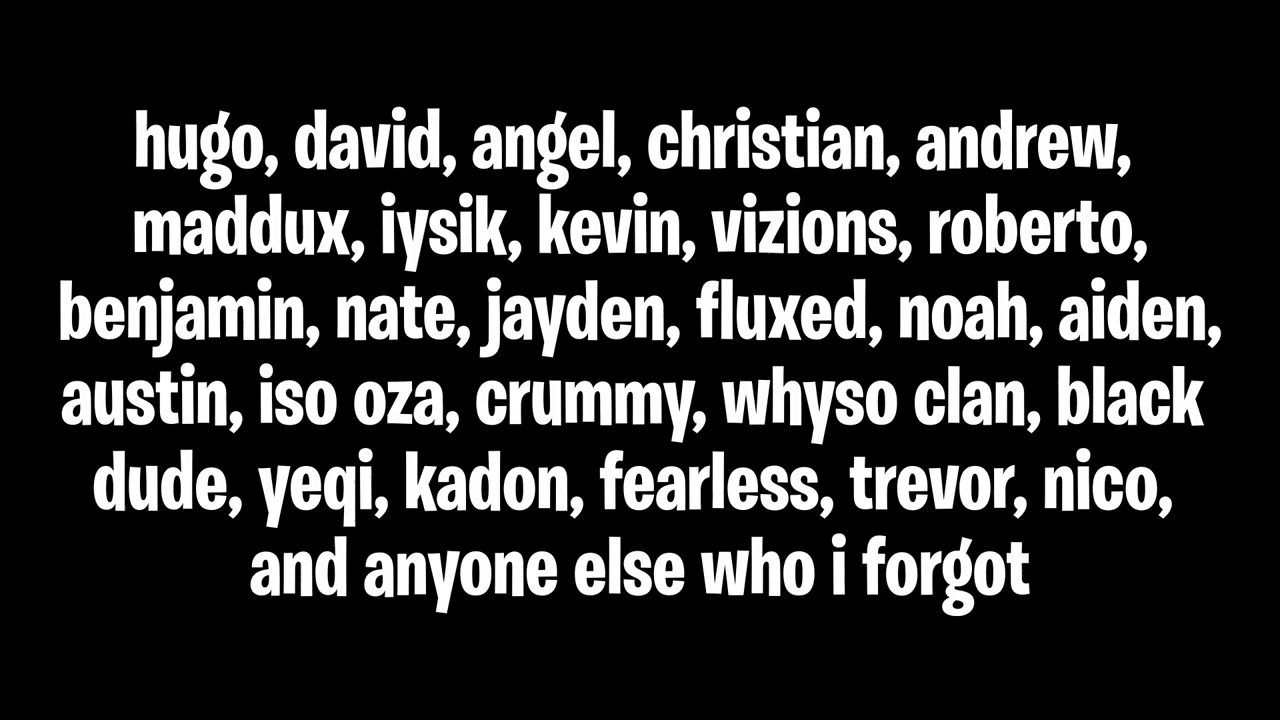 hugo, david, angel, christian, andrew,
maddux, iysik, kevin, vizions, roberto,
benjamin, nate, jayden, fluxed, noah, aiden,
austin, iso oza, crummy, whyso clan, black
dude, yeqi, kadon, fearless, trevor, nico,
and anyone else who i forgot